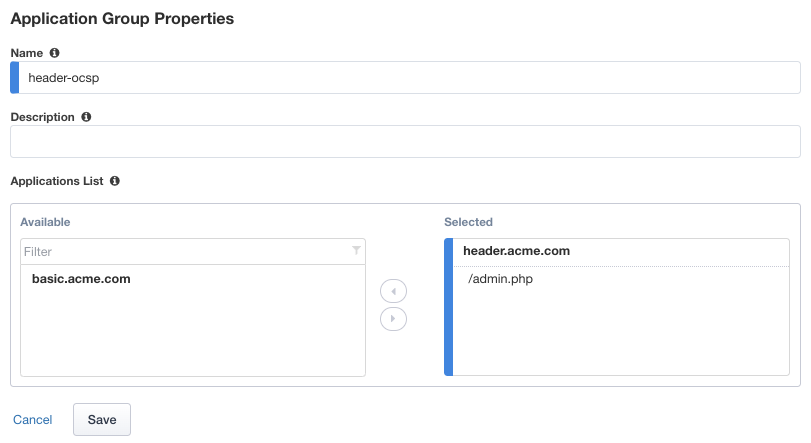 Application Group Properties
Name
header-ocsp
Description
Applications List
Available
Selected
Filter
header.acme.com
basic.acme.com
/admin.php
Cancel
Save